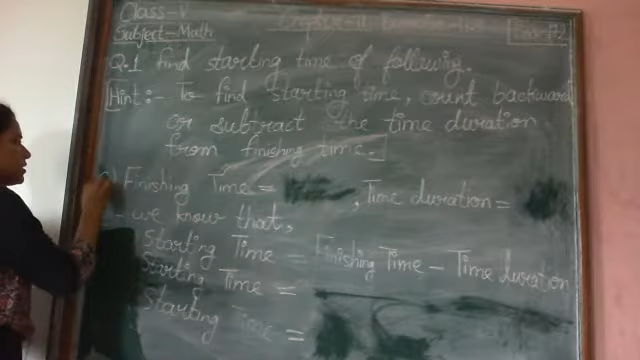 Class-V
Subject-Math
Q.1 find starting time of following.
[Hint:- To find starting time, count backward
or subtract the time duration
from finishing time.]
Finishing Time = , Time duration =
- we know that,
Starting Time = Finishing Time - Time duration
Starting Time =
Starting Time =